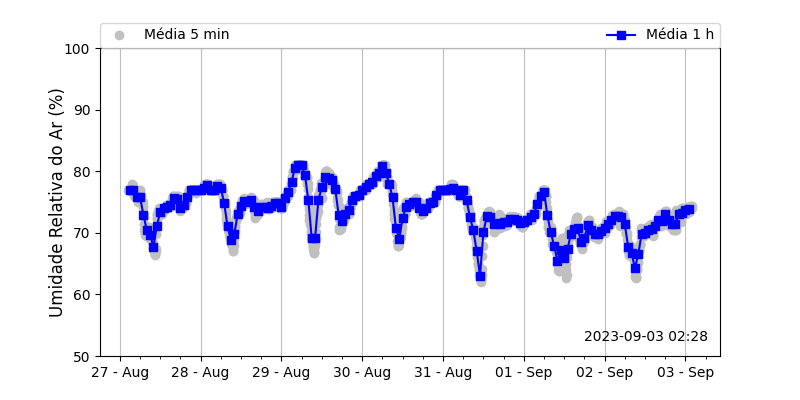 Média 5 min
Média 1 h
Umidade Relativa do Ar (%)
100
90
80
70
60
50
2023-09-03 02:28
27 - Aug
28 - Aug
29 - Aug
30 - Aug
31 - Aug
01 - Sep
02 - Sep
03 - Sep